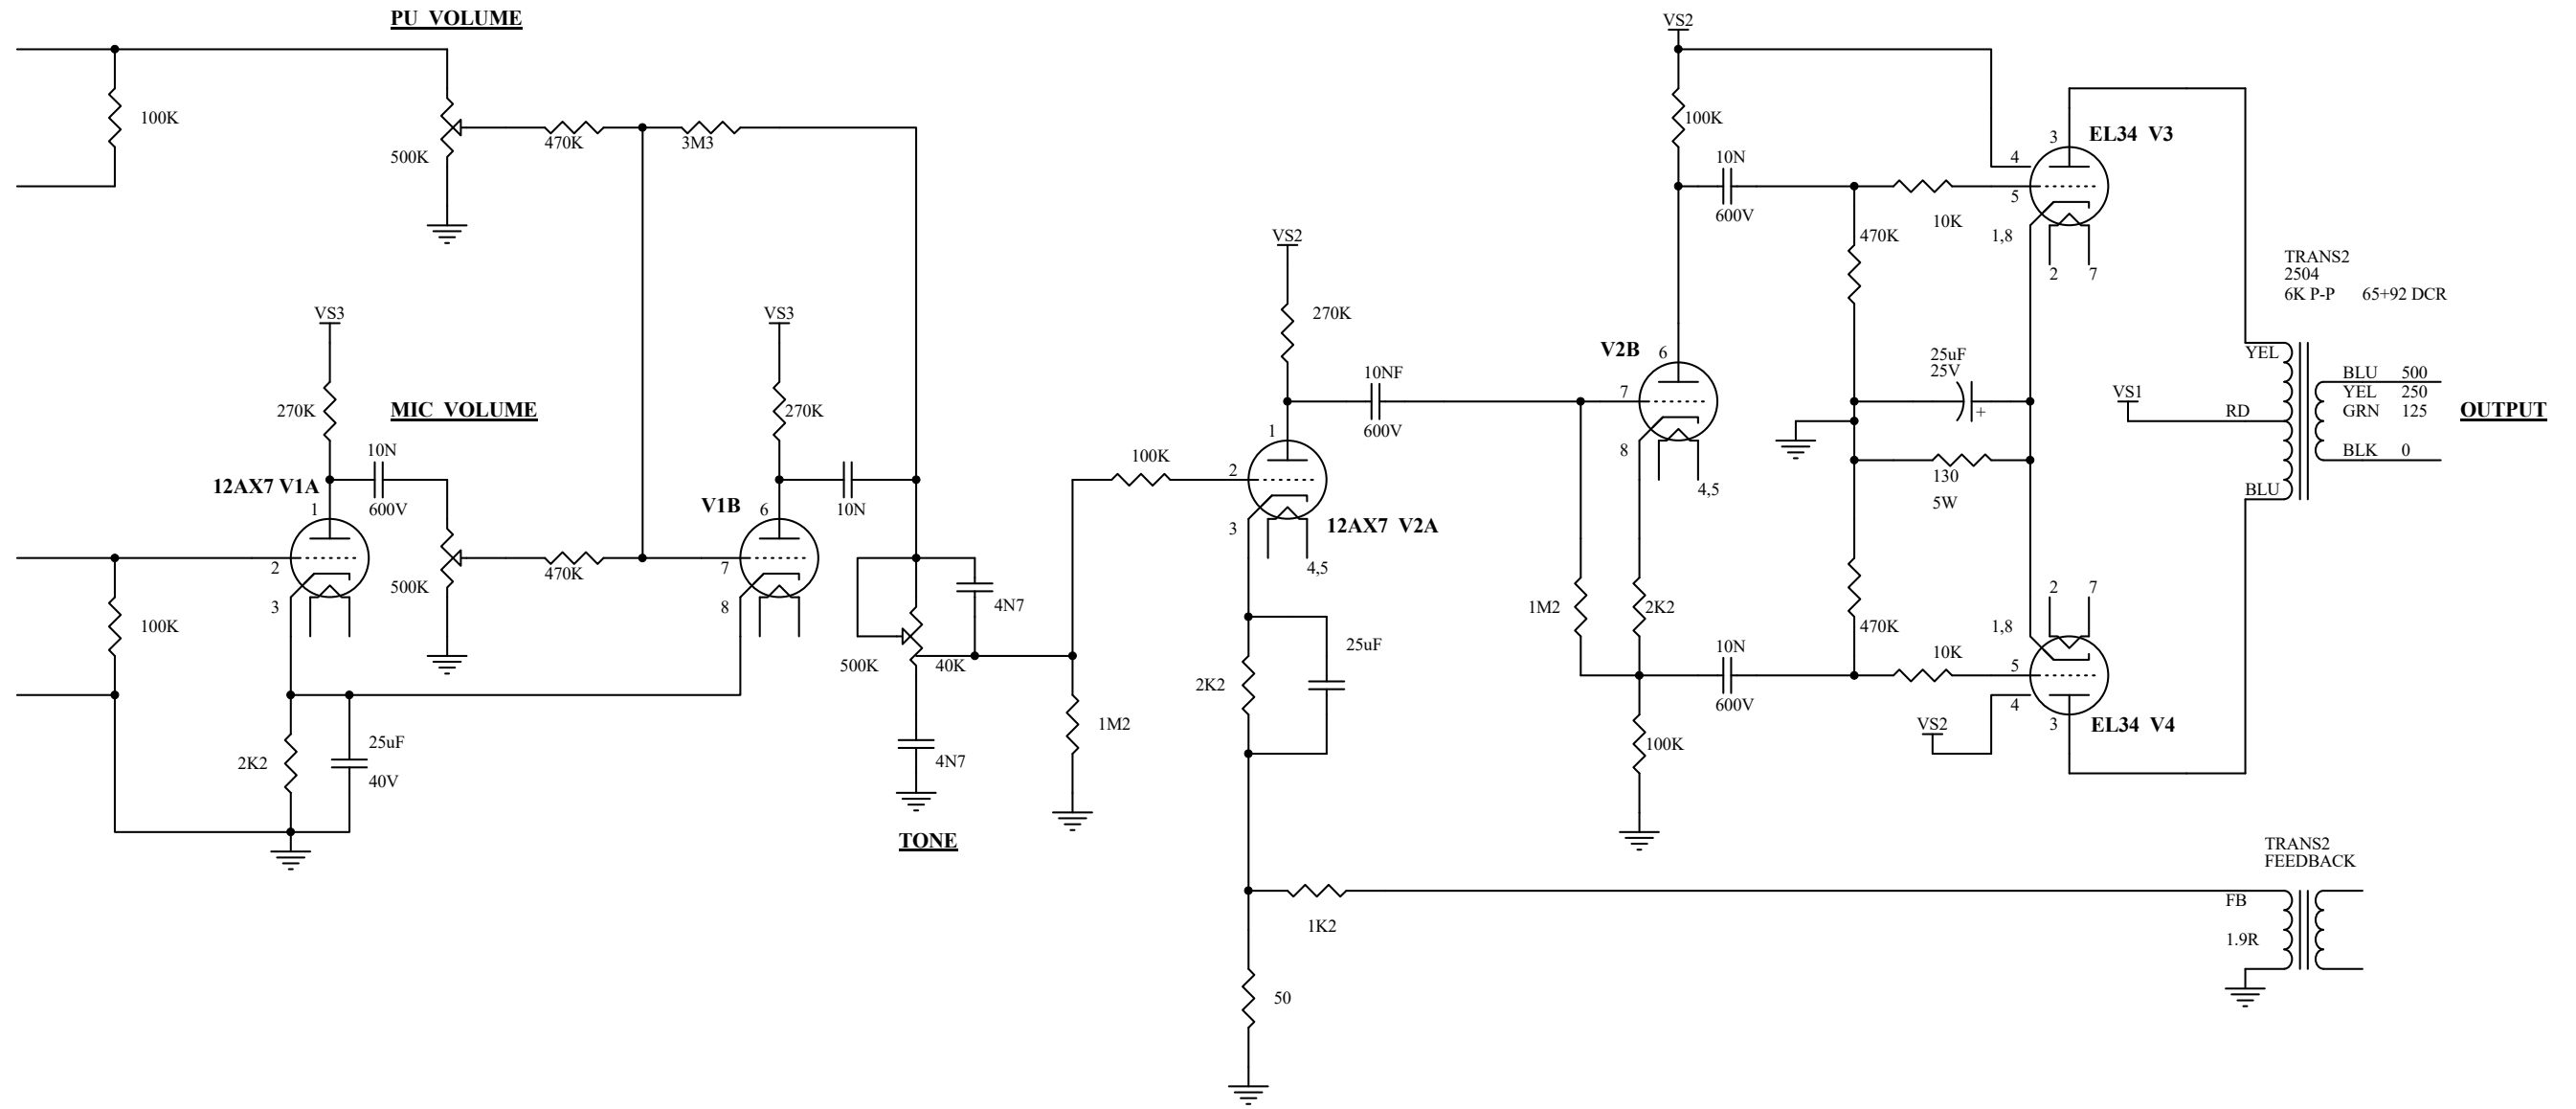 PU VOLUME
100K
500K
470K
3M3
VS3
270K
MIC VOLUME
10N
600V
12AX7 V1A
1
2
3
100K
500K
470K
2K2
25uF
40V
VS3
270K
10N
V1B
6
7
8
500K
40K
4N7
4N7
TONE
1M2
100K
VS2
270K
10NF
600V
1
2
3
12AX7 V2A
4,5
2K2
25uF
1K2
50
VS2
100K
10N
600V
V2B
6
7
8
4,5
1M2
2K2
10N
600V
100K
470K
10K
3
4
5
1,8
2 7
EL34 V3
25uF
25V
+
130
5W
470K
10K
2 7
1,8
5
4
3
VS2
EL34 V4
TRANS2
2504
6K P-P 65+92 DCR
YEL
VS1
RD
BLU
BLU 500
YEL 250
GRN 125
BLK 0
OUTPUT
TRANS2
FEEDBACK
FB
1.9R